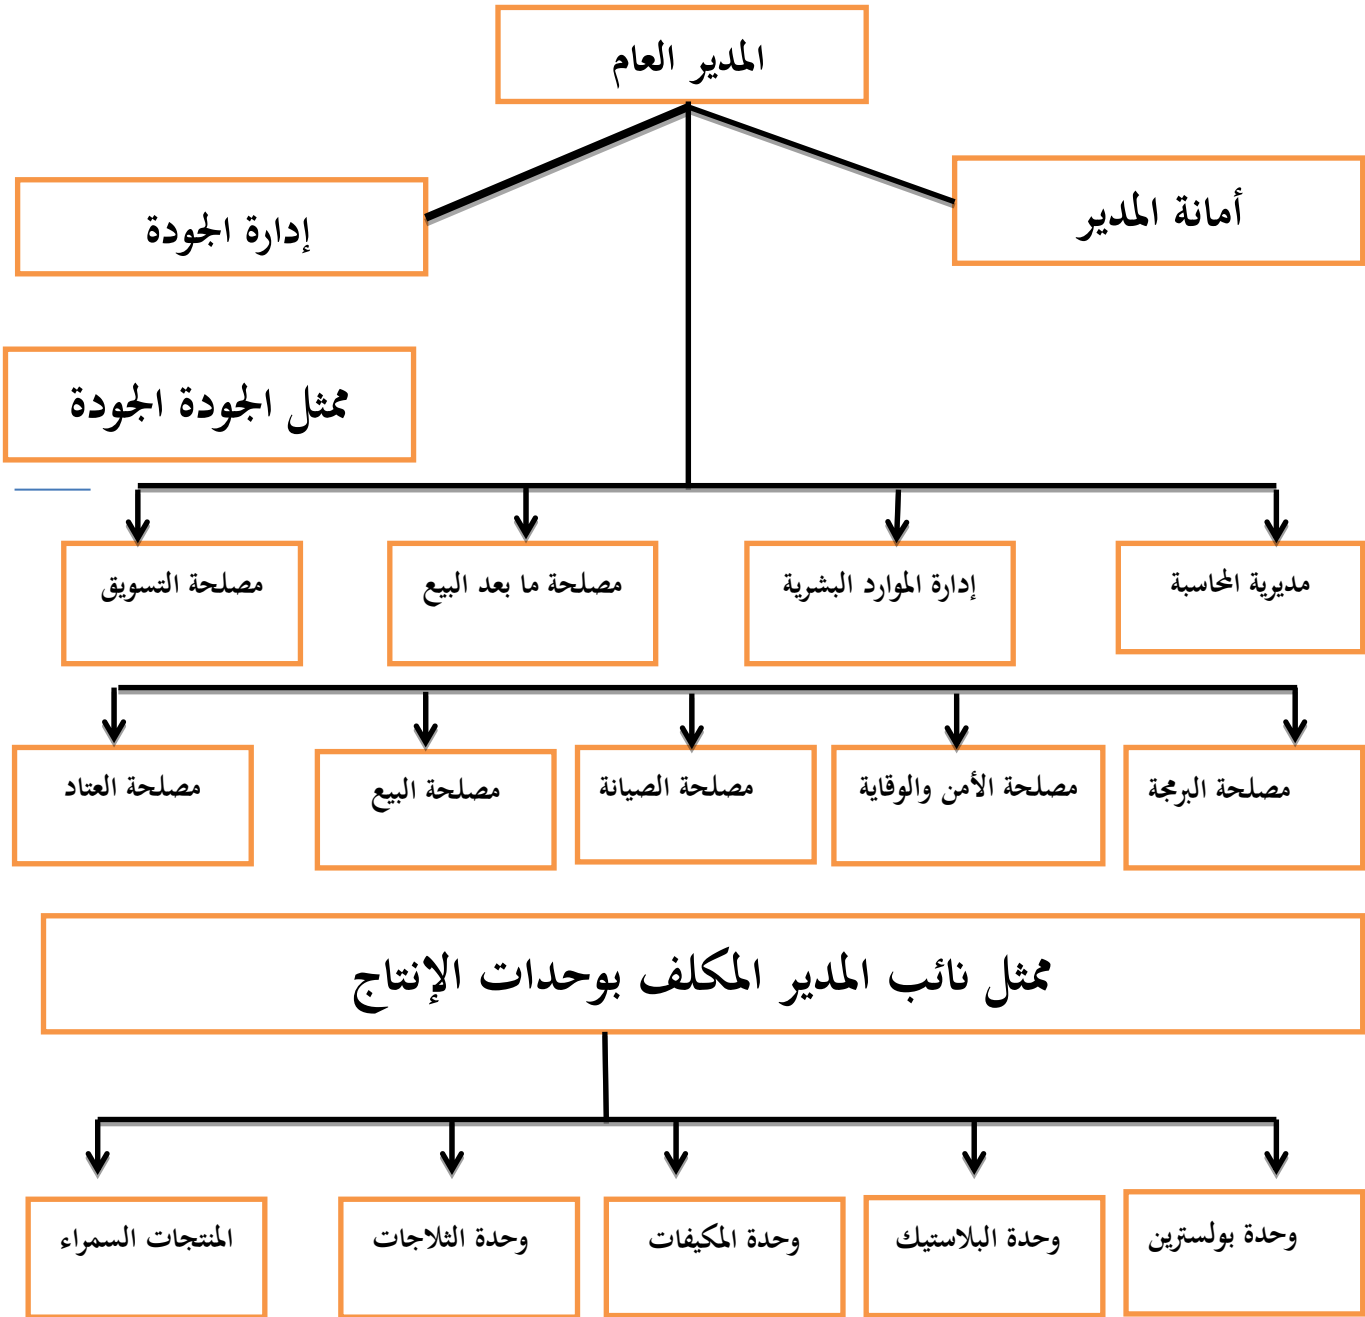 المدير العام
أمانة المدير
إدارة الجودة
ممثل الجودة الجودة
مديرية المحاسبة
إدارة الموارد البشرية
مصلحة ما بعد البيع
مصلحة التسويق
مصلحة البرمجة
مصلحة الأمن والوقاية
مصلحة الصيانة
مصلحة البيع
مصلحة العتاد
ممثل نائب المدير المكلف بوحدات الإنتاج
وحدة بولسترين
وحدة البلاستيك
وحدة المكيفات
وحدة الثلاجات
المنتجات السمراء